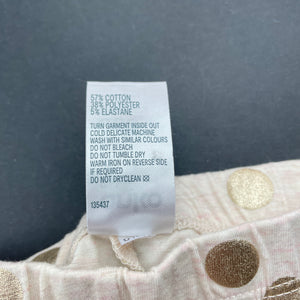 57% COTTON
38% POLYESTER
5% ELASTANE
TURN GARMENT INSIDE OUT
COLD DELICATE MACHINE
WASH WITH SIMILAR COLOURS
DO NOT BLEACH
DO NOT TUMBLE DRY
WARM IRON ON REVERSE SIDE
IF REQUIRED
DO NOT DRYCLEAN
135437